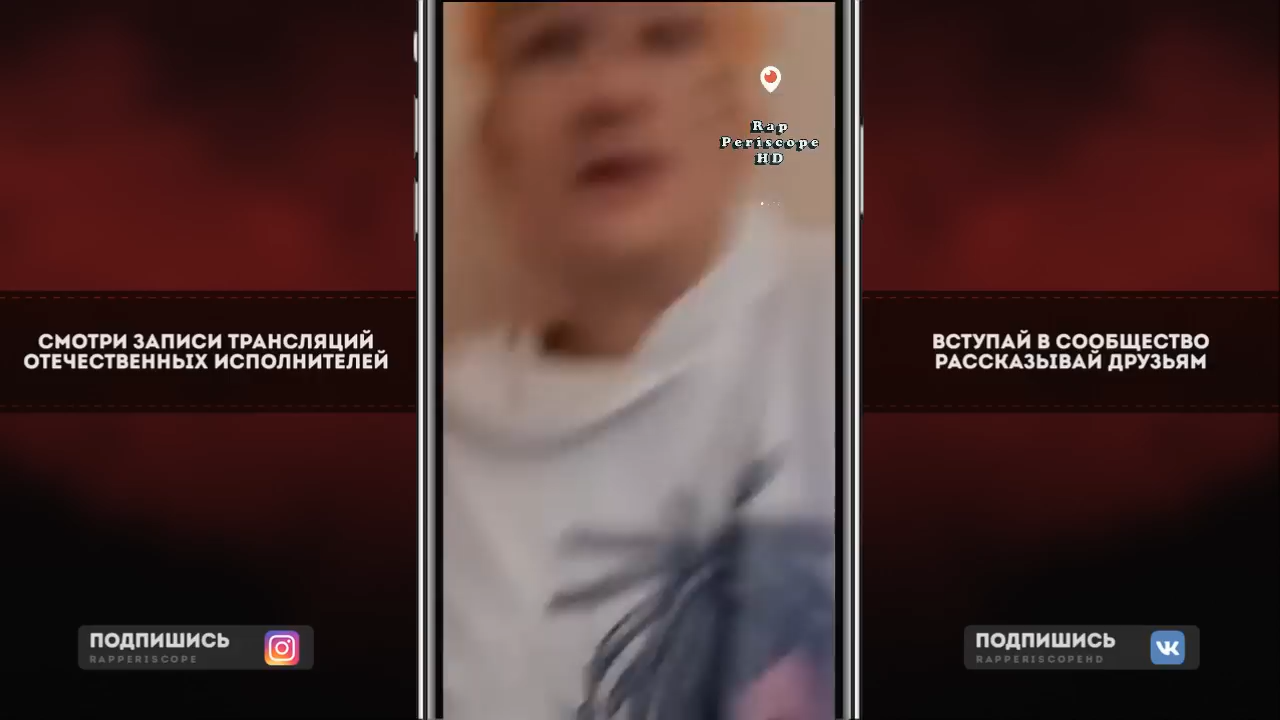 Rap
Periscope
HD
СМОТРИ ЗАПИСИ ТРАНСЛЯЦИЙ
ОТЕЧЕСТВЕННЫХ ИСПОЛНИТЕЛЕЙ
ВСТУПАЙ В СООБЩЕСТВО
РАССКАЗЫВАЙ ДРУЗЬЯМ
ПОДПИШИСЬ
RAPPERISCOPE
ПОДПИШИСЬ
RAPPERISCOPEHD